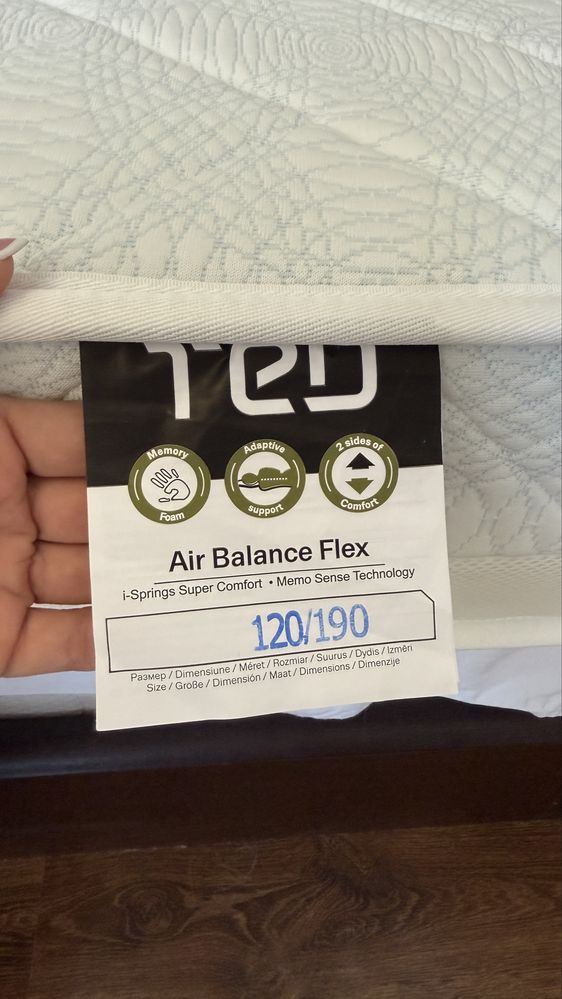 TED
Memory
Foam
Adaptive
support
2 sides of
Comfort
Air Balance Flex
i-Springs Super Comfort • Memo Sense Technology
120/190
Размер / Dimensiune / Méret / Rozmiar / Suurus / Dydis / Izmēri
Size / Große / Dimensión / Maat / Dimensions / Dimenzije